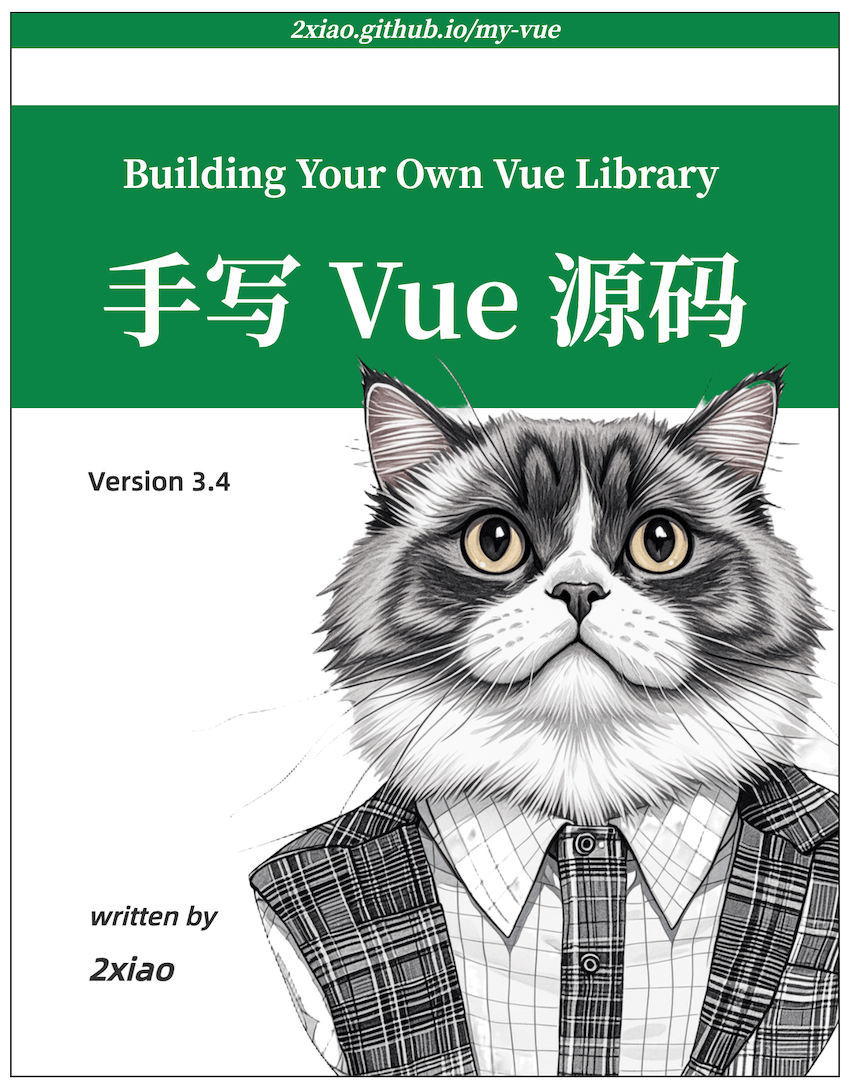 2xiao.github.io/my-vue
Building Your Own Vue Library
手写 Vue 源码
Version 3.4
written by
2xiao